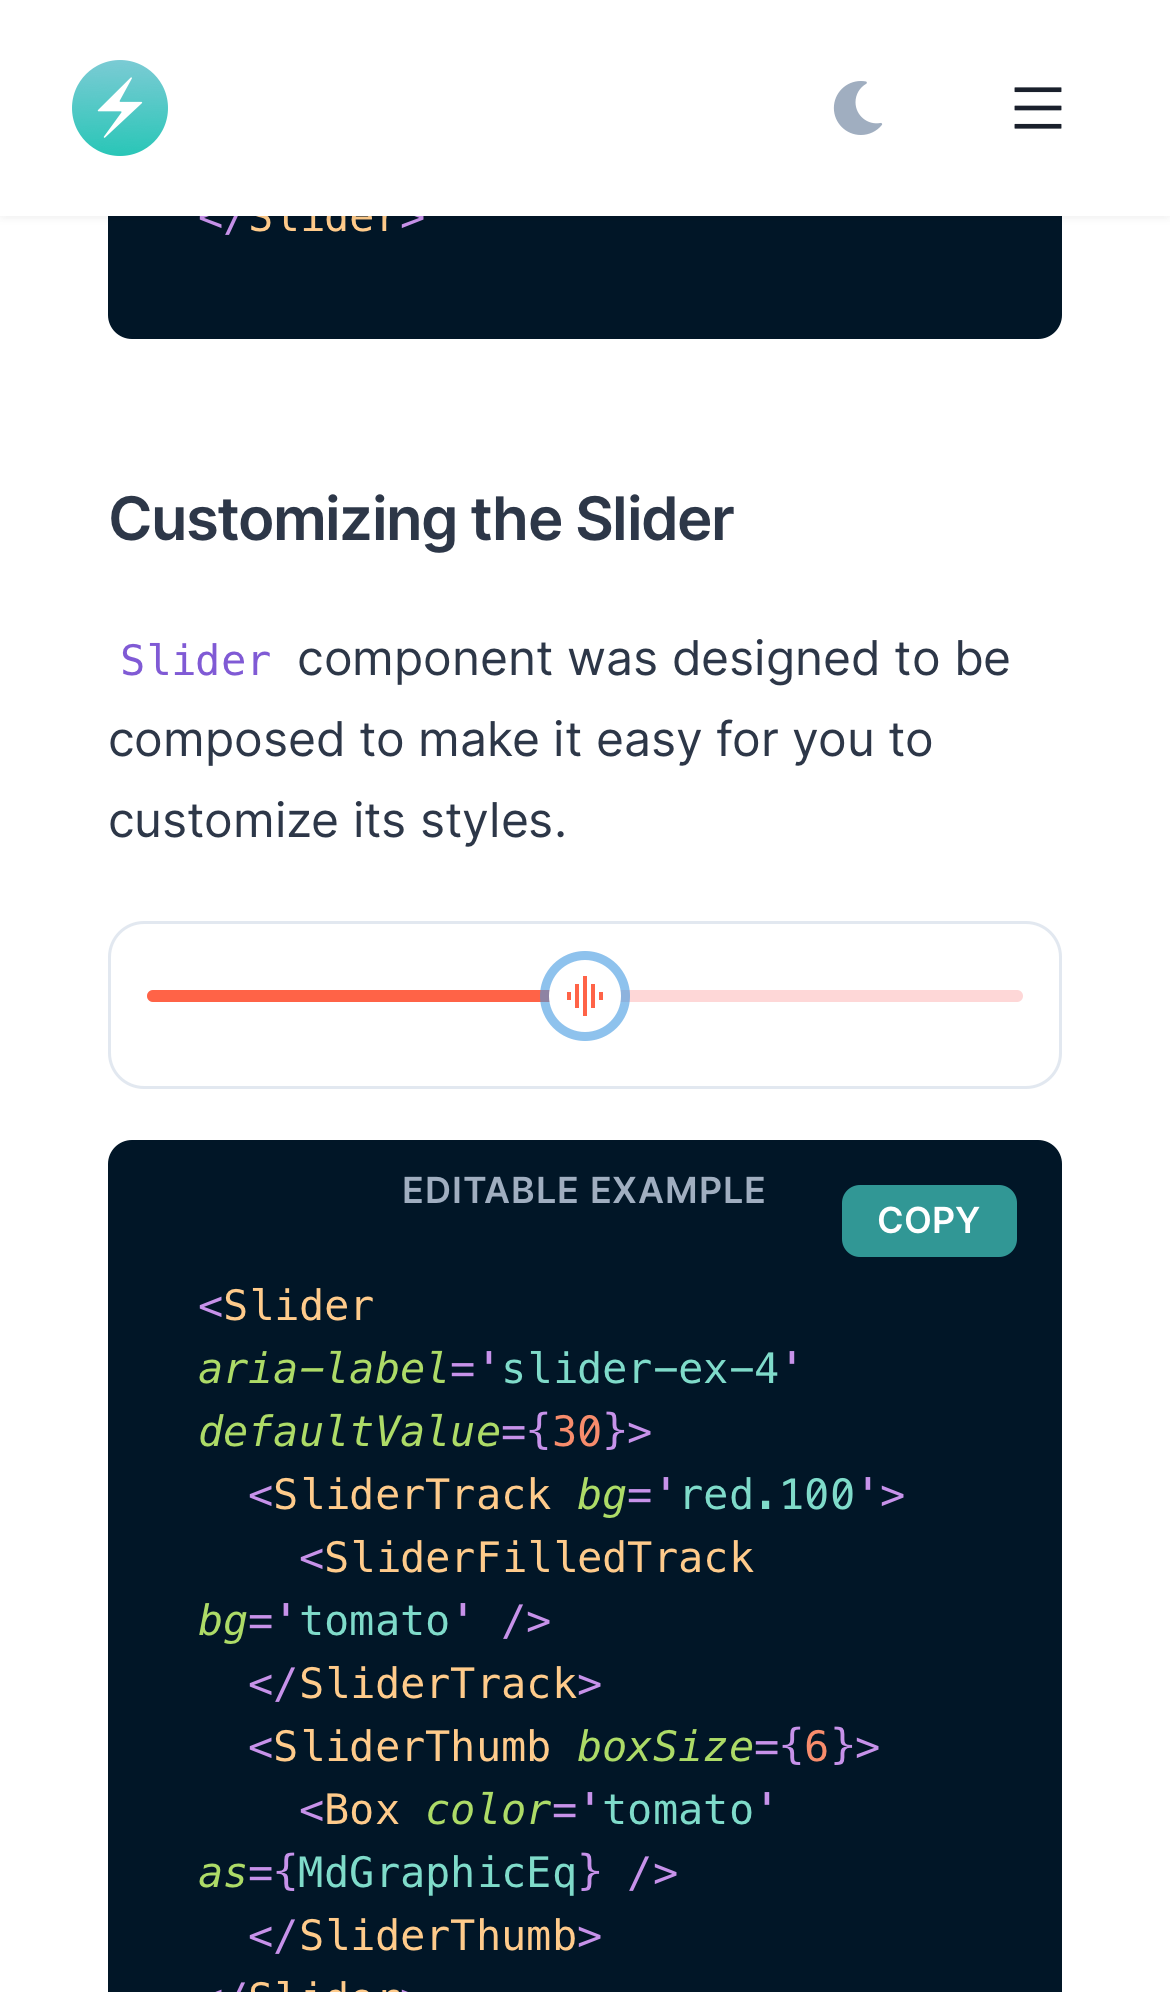 </Slider>
Customizing the Slider
Slider component was designed to be
composed to make it easy for you to
customize its styles.
EDITABLE EXAMPLE
COPY
<Slider
aria-label='slider-ex-4'
defaultValue={30}>
<SliderTrack bg='red.100'>
<SliderFilledTrack
bg='tomato' />
</SliderTrack>
<SliderThumb boxSize={6}>
<Box color='tomato'
as={MdGraphicEq} />
</SliderThumb>
</Slider>